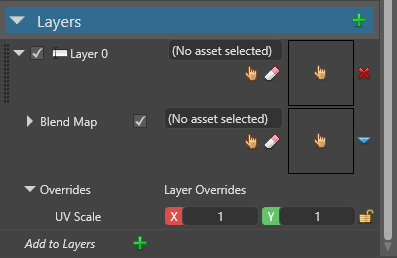 Layers
Layer 0 (No asset selected)
Blend Map (No asset selected)
Overrides Layer Overrides
UV Scale X 1 Y 1
Add to Layers